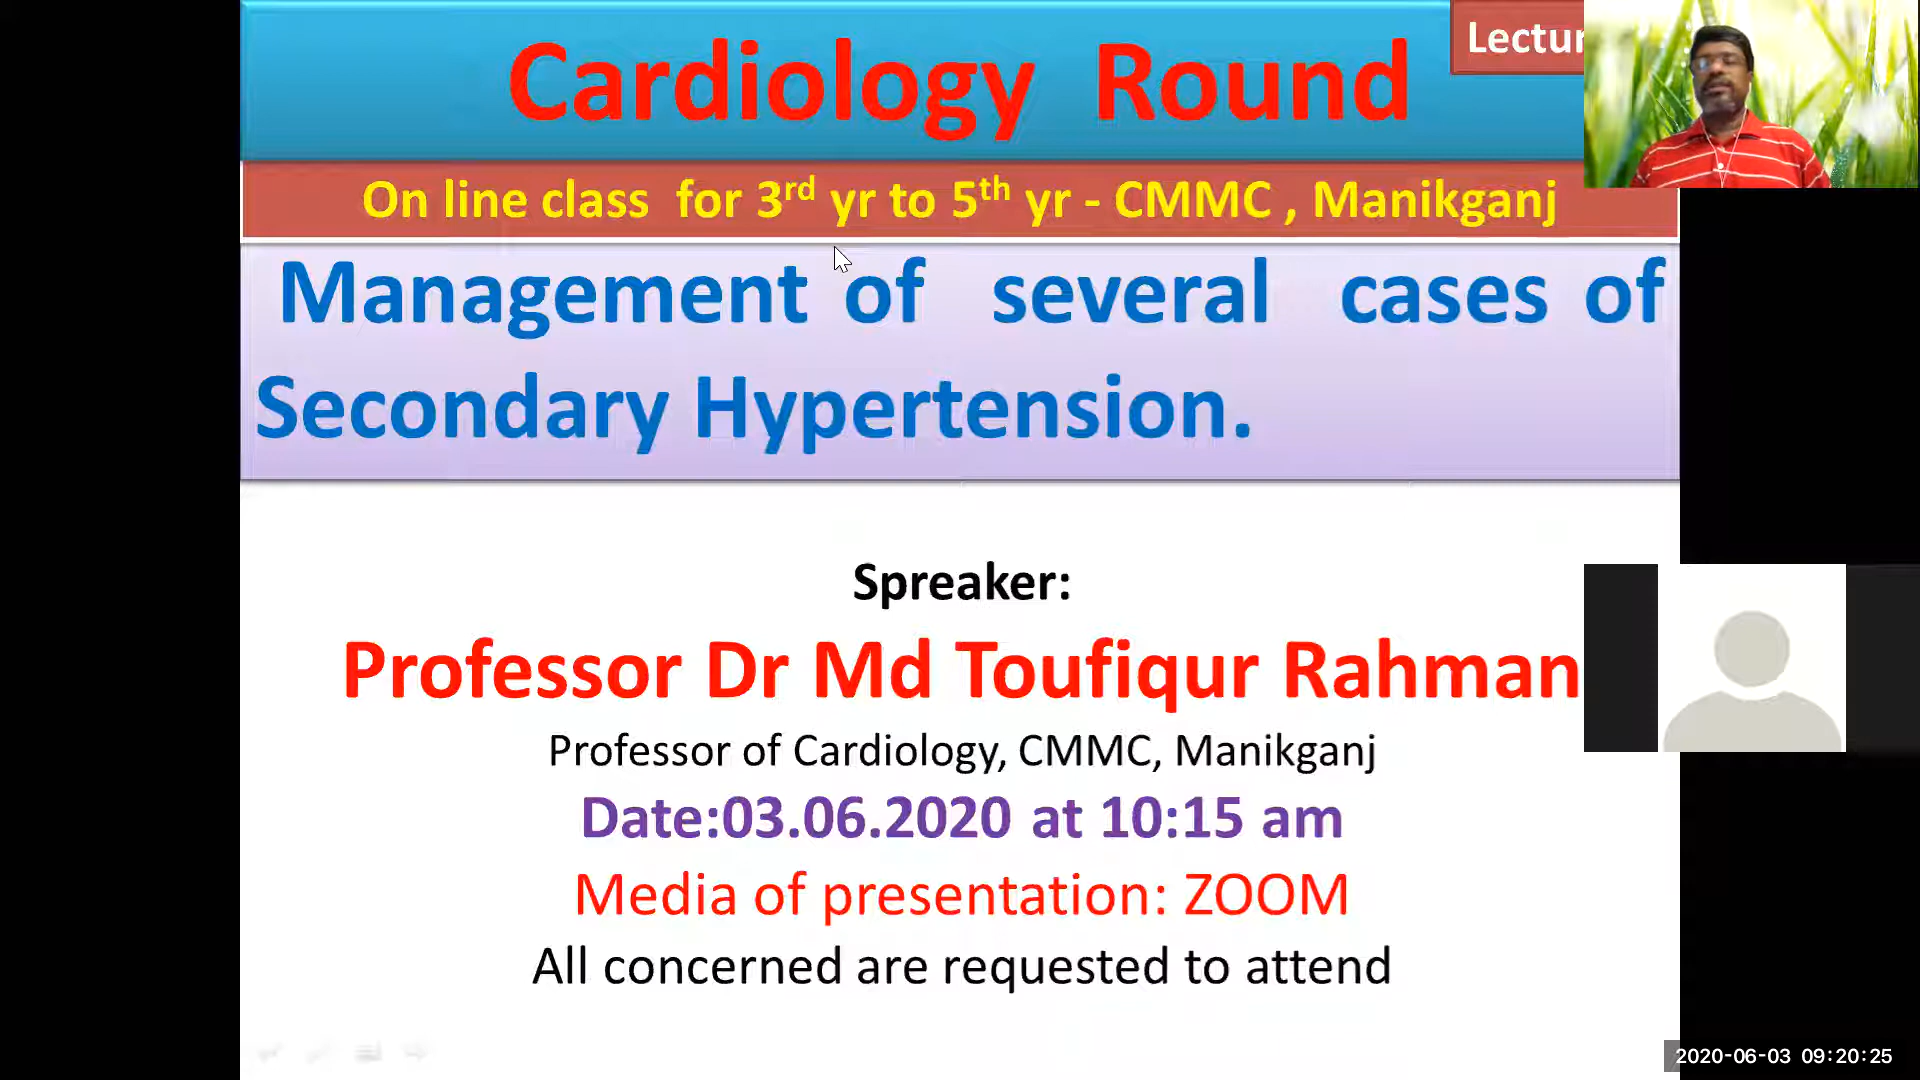 Cardiology Round
Lectur
On line class for 3rd yr to 5th yr - CMMC , Manikganj
Management of several cases of
Secondary Hypertension.
Spreaker:
Professor Dr Md Toufiqur Rahman
Professor of Cardiology, CMMC, Manikganj
Date:03.06.2020 at 10:15 am
Media of presentation: ZOOM
All concerned are requested to attend
2020-06-03 09:20:25